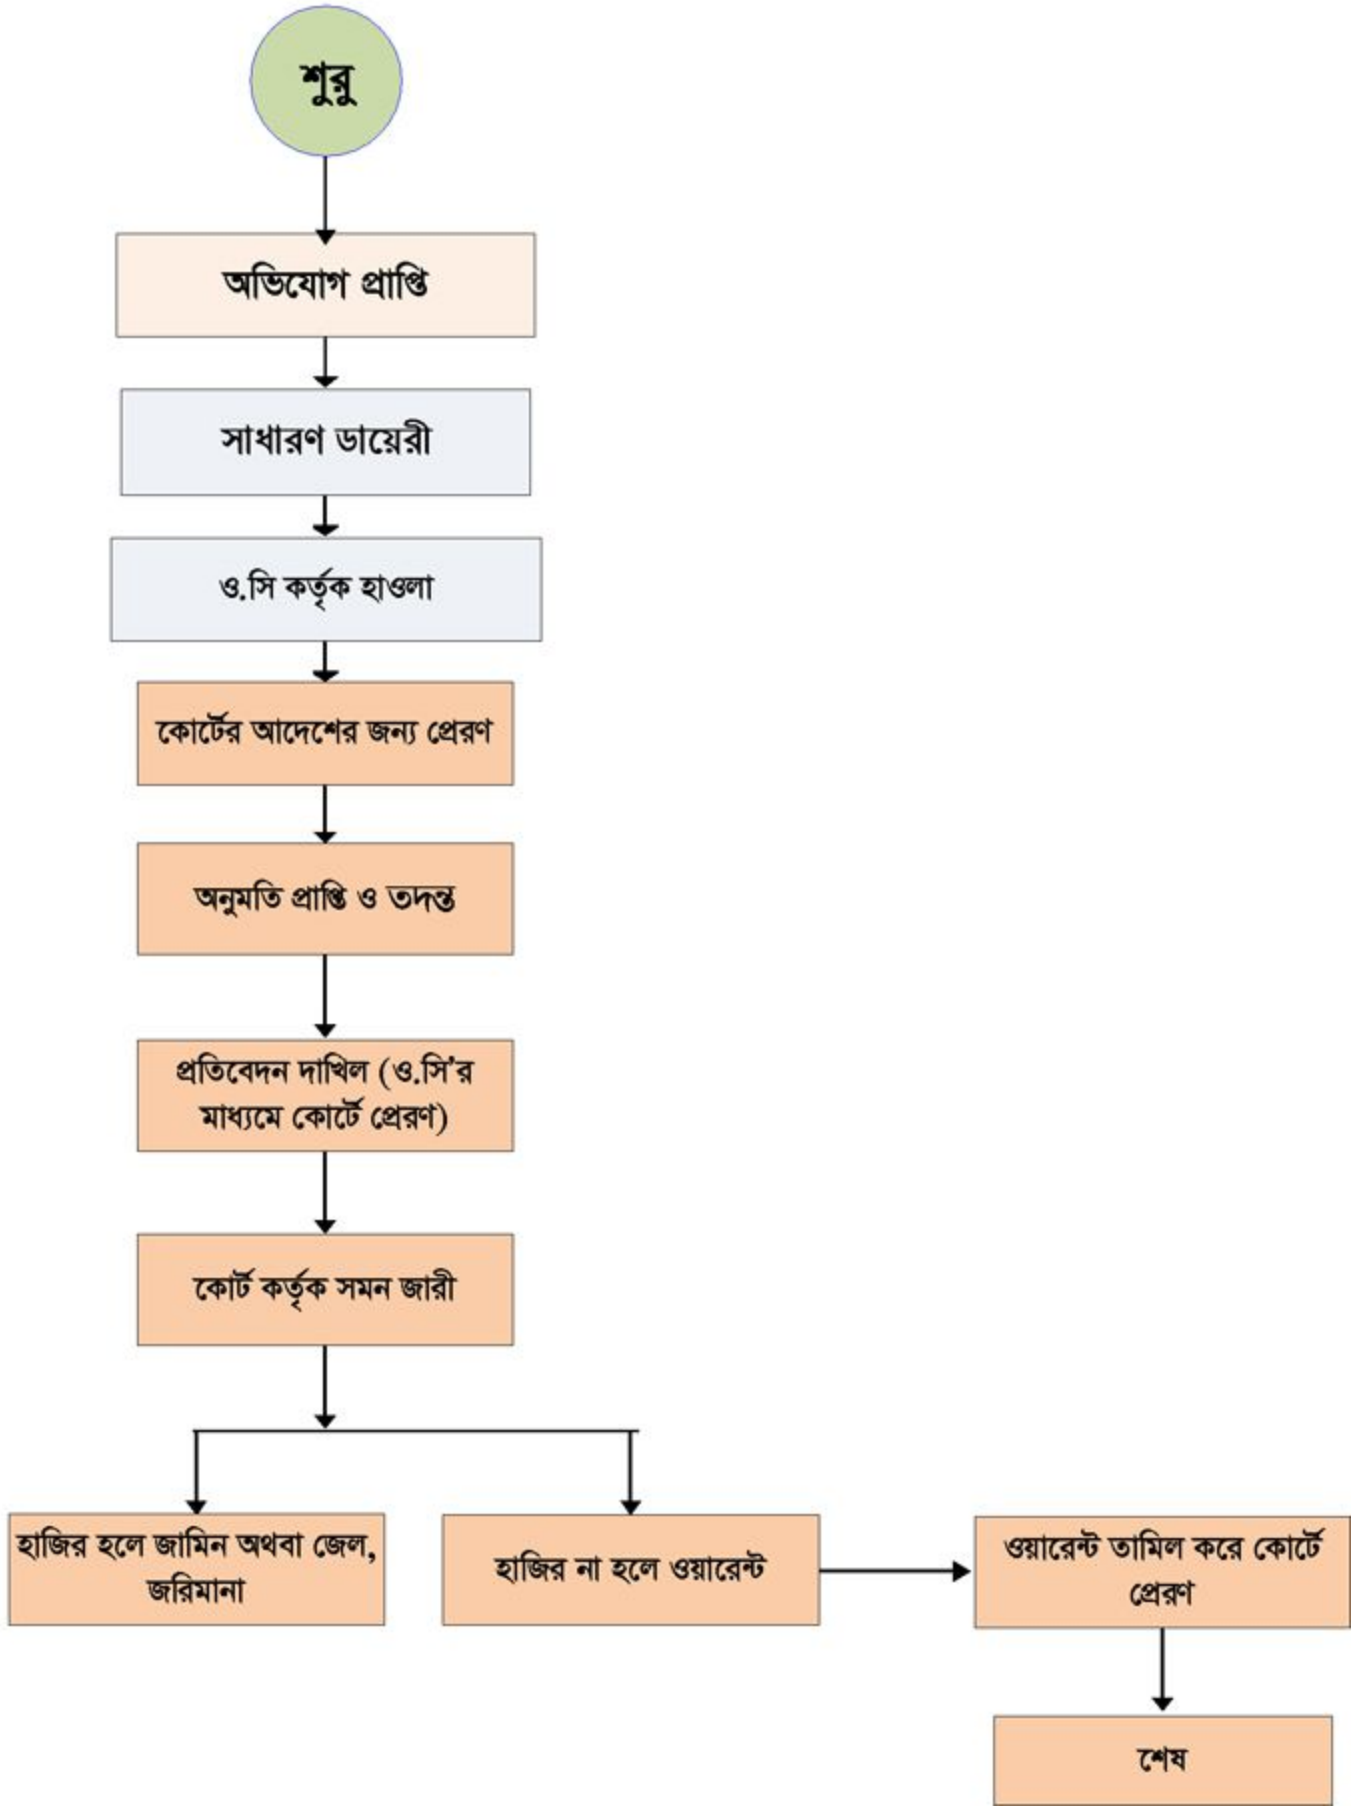 শুরু
অভিযোগ প্রাপ্তি
সাধারণ ডায়েরী
ও.সি কর্তৃক হাওলা
কোর্টের আদেশের জন্য প্রেরণ
অনুমতি প্রাপ্তি ও তদন্ত
প্রতিবেদন দাখিল (ও.সি'র
মাধ্যমে কোর্টে প্রেরণ)
কোর্ট কর্তৃক সমন জারী
হাজির হলে জামিন অথবা জেল,
জরিমানা
হাজির না হলে ওয়ারেন্ট
ওয়ারেন্ট তামিল করে কোর্টে
প্রেরণ
শেষ